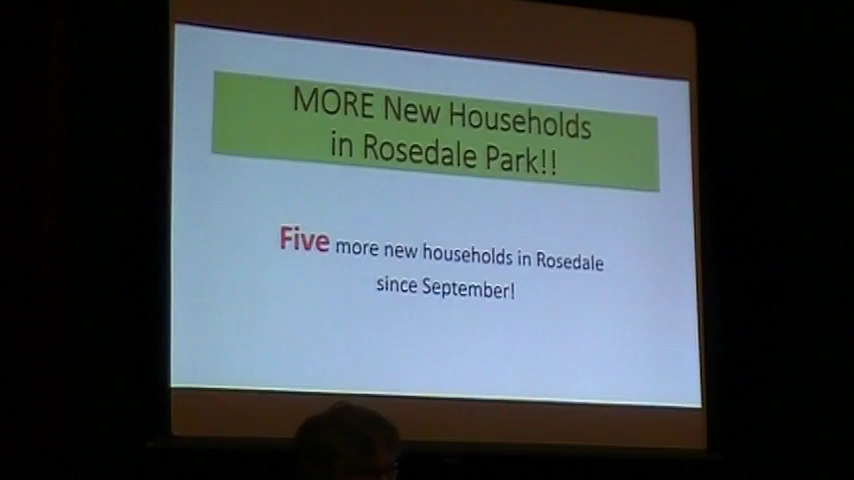 MORE New Households
in Rosedale Park!!
Five more new households in Rosedale
since September!